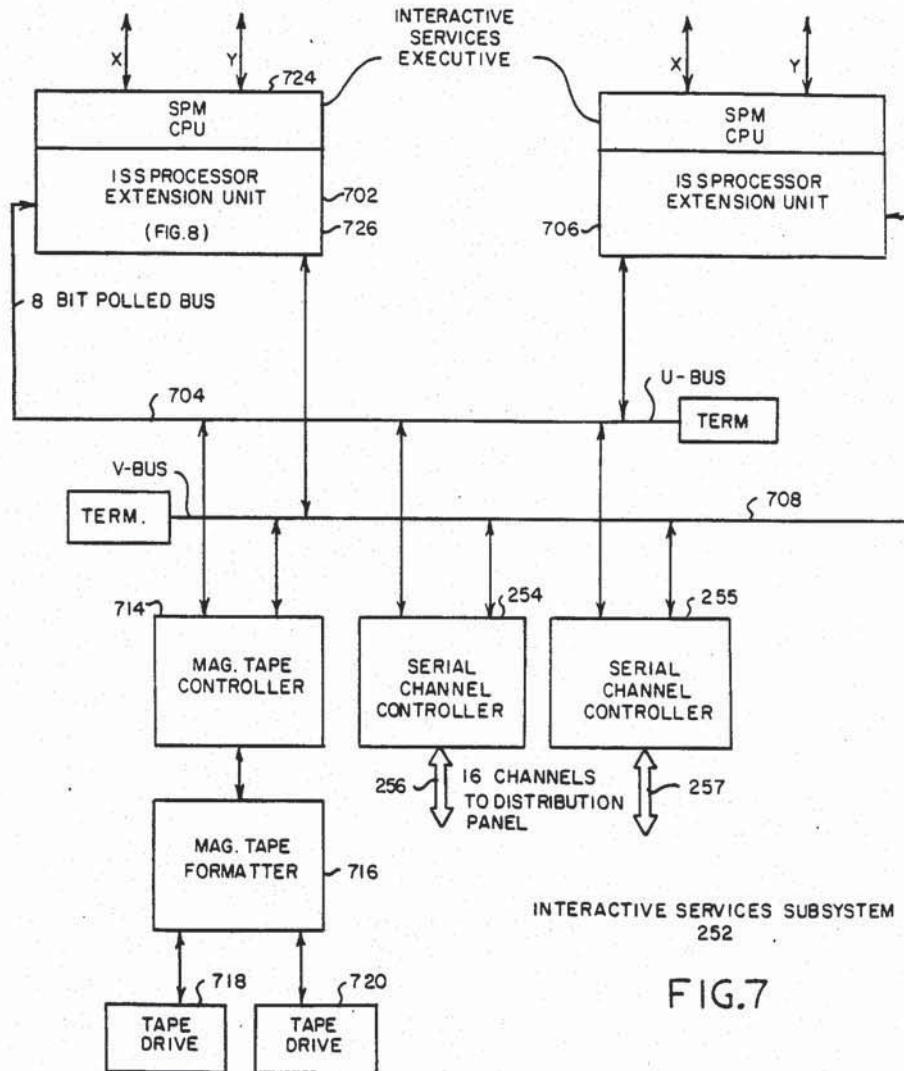 INTERACTIVE
SERVICES
EXECUTIVE
X
Y
724
SPM
CPU
ISS PROCESSOR
EXTENSION UNIT
(FIG. 8)
702
726
X
Y
SPM
CPU
ISS PROCESSOR
EXTENSION UNIT
706
8 BIT POLLED BUS
704
U-BUS
TERM
V-BUS
TERM.
708
714
MAG. TAPE
CONTROLLER
254
SERIAL
CHANNEL
CONTROLLER
255
SERIAL
CHANNEL
CONTROLLER
256
16 CHANNELS
TO DISTRIBUTION
PANEL
257
MAG. TAPE
FORMATTER
716
INTERACTIVE SERVICES SUBSYSTEM
252
718
TAPE
DRIVE
720
TAPE
DRIVE
FIG.7